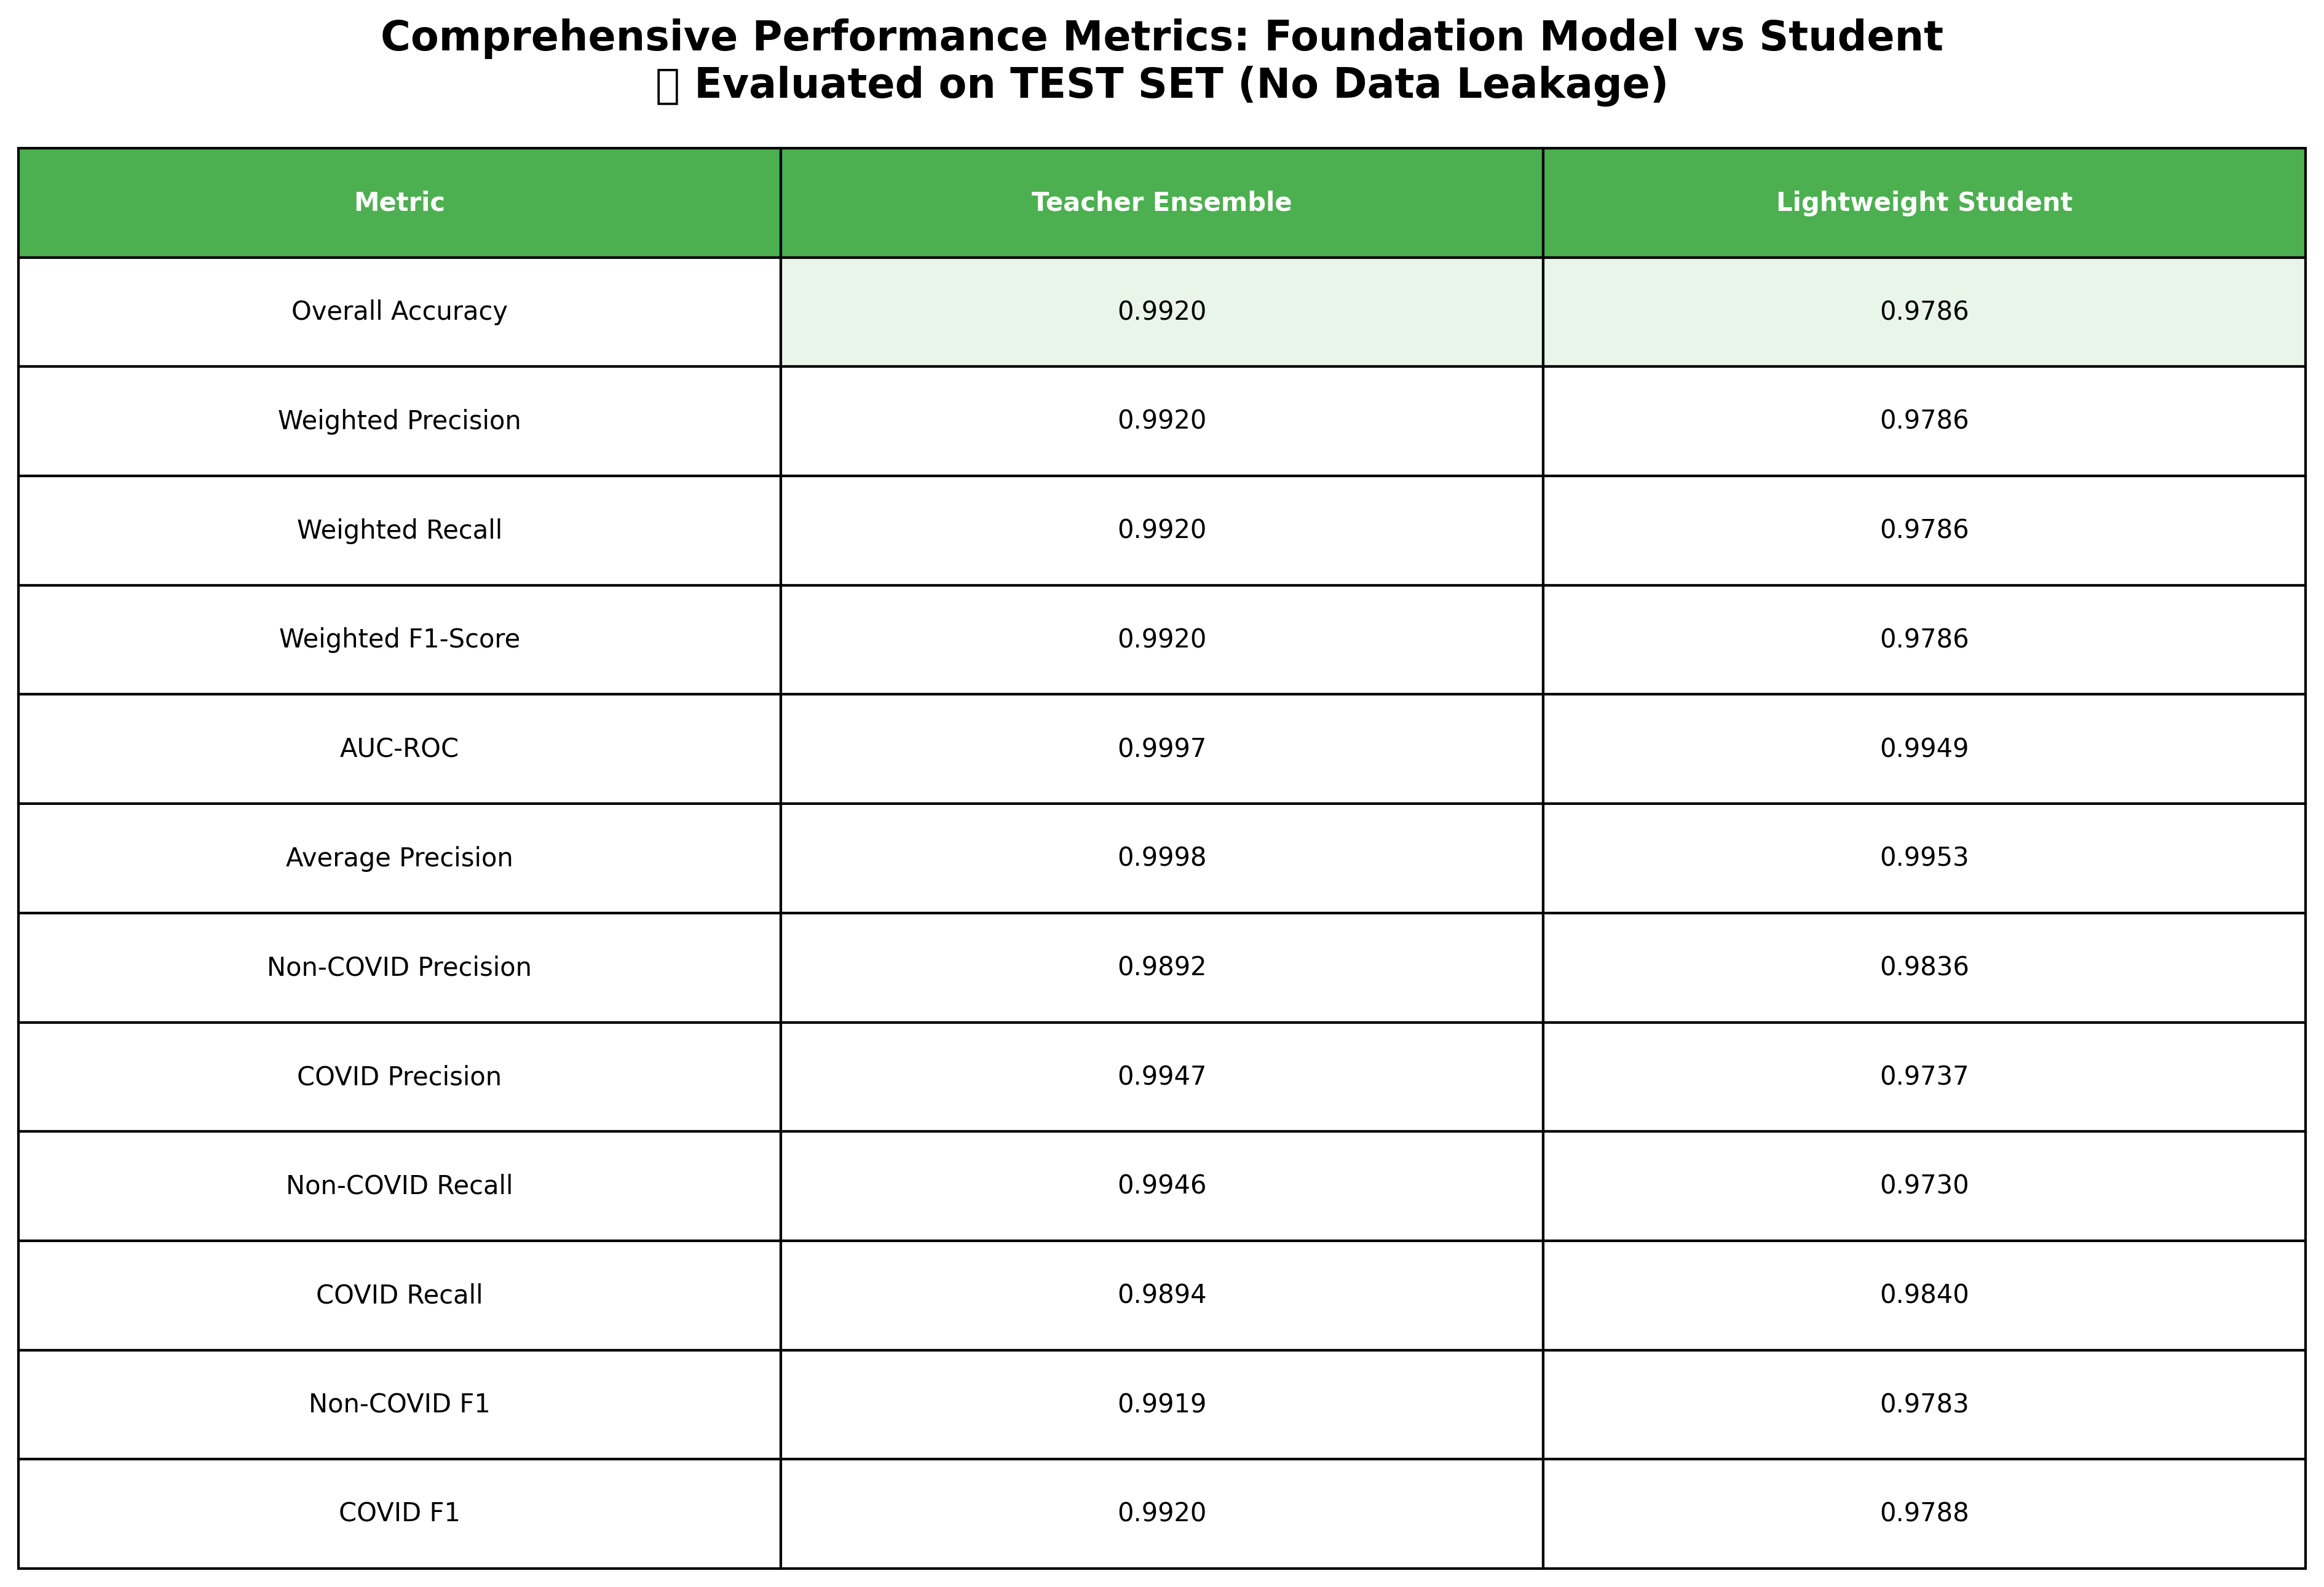 Comprehensive Performance Metrics: Foundation Model vs Student
Evaluated on TEST SET (No Data Leakage)
Metric Teacher Ensemble Lightweight Student
Overall Accuracy 0.9920 0.9786
Weighted Precision 0.9920 0.9786
Weighted Recall 0.9920 0.9786
Weighted F1-Score 0.9920 0.9786
AUC-ROC 0.9997 0.9949
Average Precision 0.9998 0.9953
Non-COVID Precision 0.9892 0.9836
COVID Precision 0.9947 0.9737
Non-COVID Recall 0.9946 0.9730
COVID Recall 0.9894 0.9840
Non-COVID F1 0.9919 0.9783
COVID F1 0.9920 0.9788